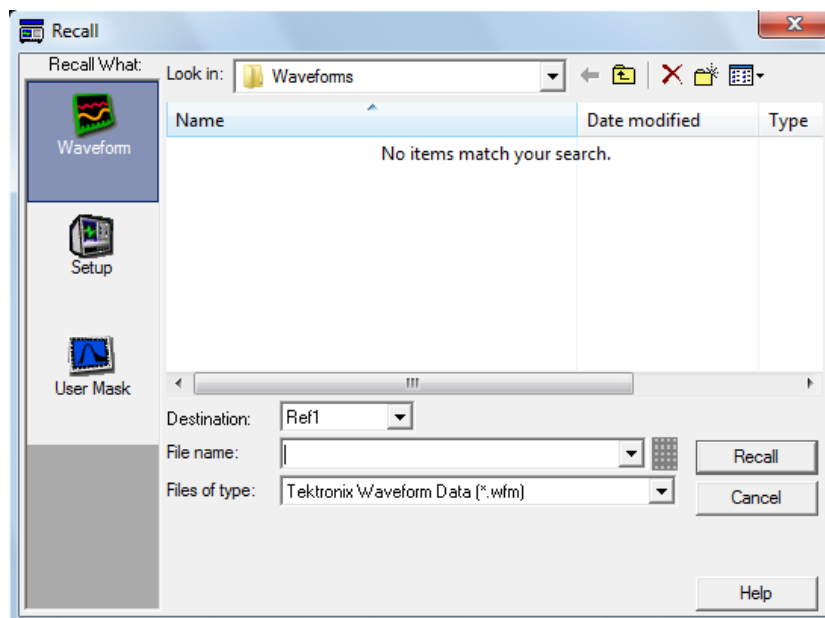 Recall
Recall What:
Waveform
Setup
User Mask
Look in: Waveforms
Name Date modified Type
No items match your search.
Destination: Ref1
File name:
Files of type: Tektronix Waveform Data (*.wfm)
Recall
Cancel
Help